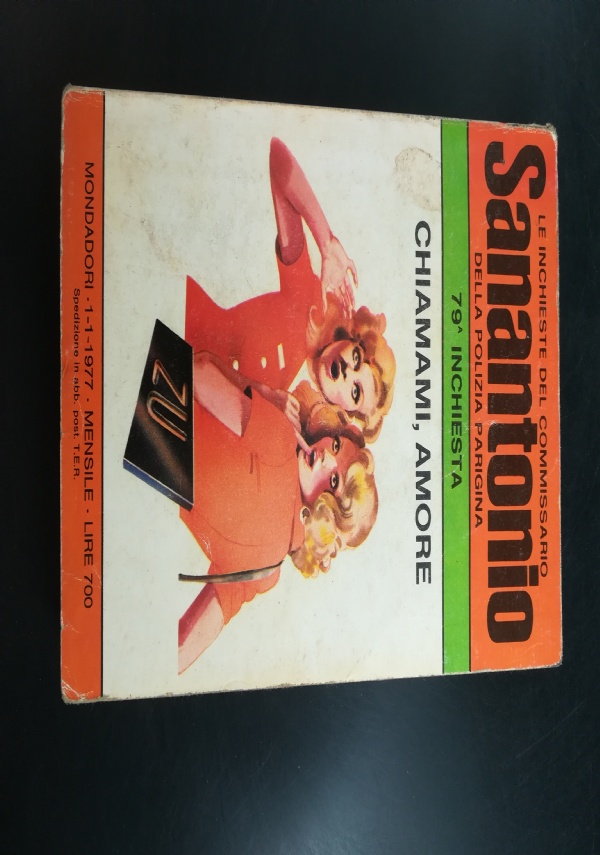 LE INCHIESTE DEL COMMISSARIO
Sanantonio
DELLA POLIZIA PARIGINA
79ª INCHIESTA
CHIAMAMI, AMORE
MONDADORI · 1-1-1977 · MENSILE · LIRE 700
Spedizione in abb. post. T.E.R.